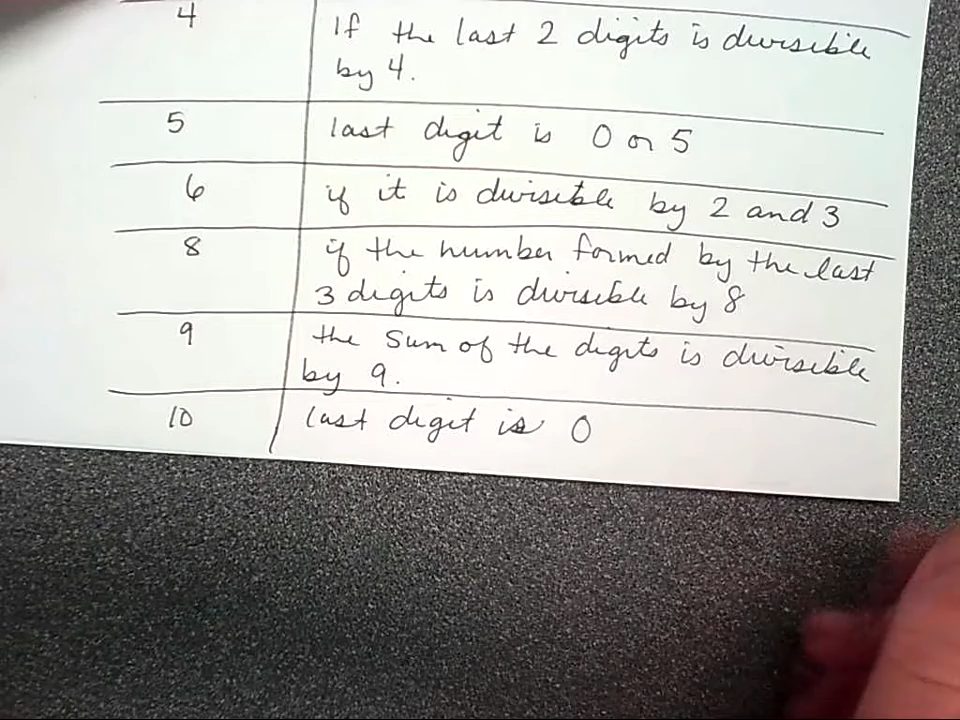 4 If the last 2 digits is divisible
by 4.
5 last digit is 0 or 5
6 if it is divisible by 2 and 3
8 if the number formed by the last
3 digits is divisible by 8
9 the sum of the digits is divisible
by 9.
10 last digit is 0